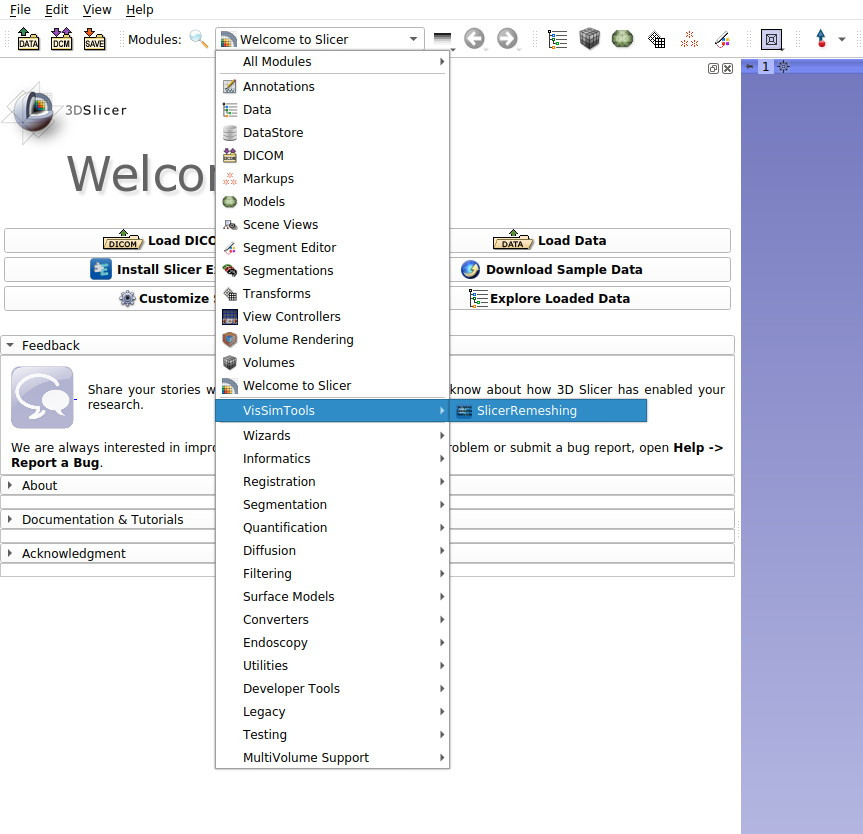 File Edit View Help
DATA DCM SAVE Modules: Welcome to Slicer
All Modules
1
Annotations
3DSlicer
Data
DataStore
DICOM
Welco
Markups
Models
Scene Views
DICOM Load DICO
DATA Load Data
Segment Editor
Install Slicer E
Segmentations
Download Sample Data
Transforms
Customize
Explore Loaded Data
View Controllers
Volume Rendering
Feedback
Volumes
Welcome to Slicer
Share your stories w
know about how 3D Slicer has enabled your
research.
VisSimTools
SlicerRemeshing
Wizards
We are always interested in impro
oblem or submit a bug report, open Help ->
Report a Bug.
Informatics
Registration
About
Segmentation
Documentation & Tutorials
Quantification
Diffusion
Acknowledgment
Filtering
Surface Models
Converters
Endoscopy
Utilities
Developer Tools
Legacy
Testing
MultiVolume Support